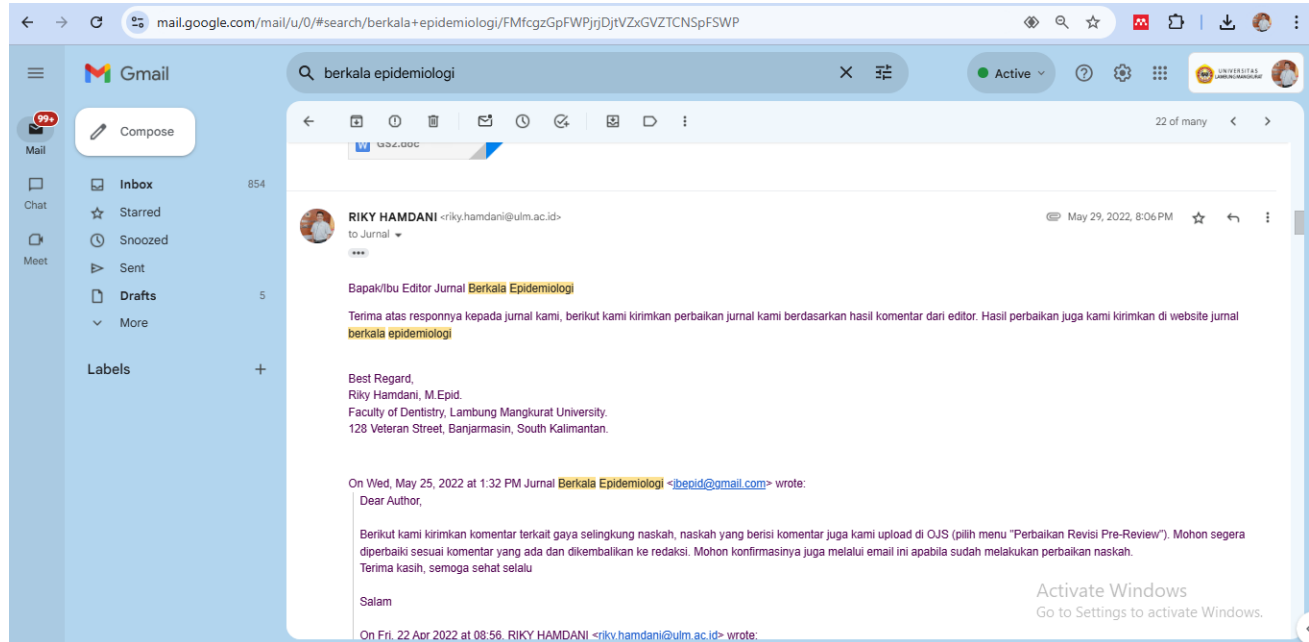 mail.google.com/mail/u/0/#search/berkala+epidemiologi/FMfcgzGpFWPjrjDjtVZxGVZTCNSpFSWP
Gmail
berkala epidemiologi
Active
UNIVERSITAS
LAMBUNG MANGKURAT
99+
Mail
Chat
Meet
Compose
Inbox 854
Starred
Snoozed
Sent
Drafts 5
More
Labels
22 of many
W GS2.doc
RIKY HAMDANI <riky.hamdani@ulm.ac.id>
May 29, 2022, 8:06 PM
to Jurnal
Bapak/Ibu Editor Jurnal Berkala Epidemiologi
Terima atas responnya kepada jurnal kami, berikut kami kirimkan perbaikan jurnal kami berdasarkan hasil komentar dari editor. Hasil perbaikan juga kami kirimkan di website jurnal
berkala epidemiologi
Best Regard,
Riky Hamdani, M.Epid.
Faculty of Dentistry, Lambung Mangkurat University.
128 Veteran Street, Banjarmasin, South Kalimantan.
On Wed, May 25, 2022 at 1:32 PM Jurnal Berkala Epidemiologi <jbepid@gmail.com> wrote:
Dear Author,
Berikut kami kirimkan komentar terkait gaya selingkung naskah, naskah yang berisi komentar juga kami upload di OJS (pilih menu "Perbaikan Revisi Pre-Review"). Mohon segera
diperbaiki sesuai komentar yang ada dan dikembalikan ke redaksi. Mohon konfirmasinya juga melalui email ini apabila sudah melakukan perbaikan naskah.
Terima kasih, semoga sehat selalu
Salam
On Fri, 22 Apr 2022 at 08:56, RIKY HAMDANI <riky.hamdani@ulm.ac.id> wrote:
Activate Windows
Go to Settings to activate Windows.